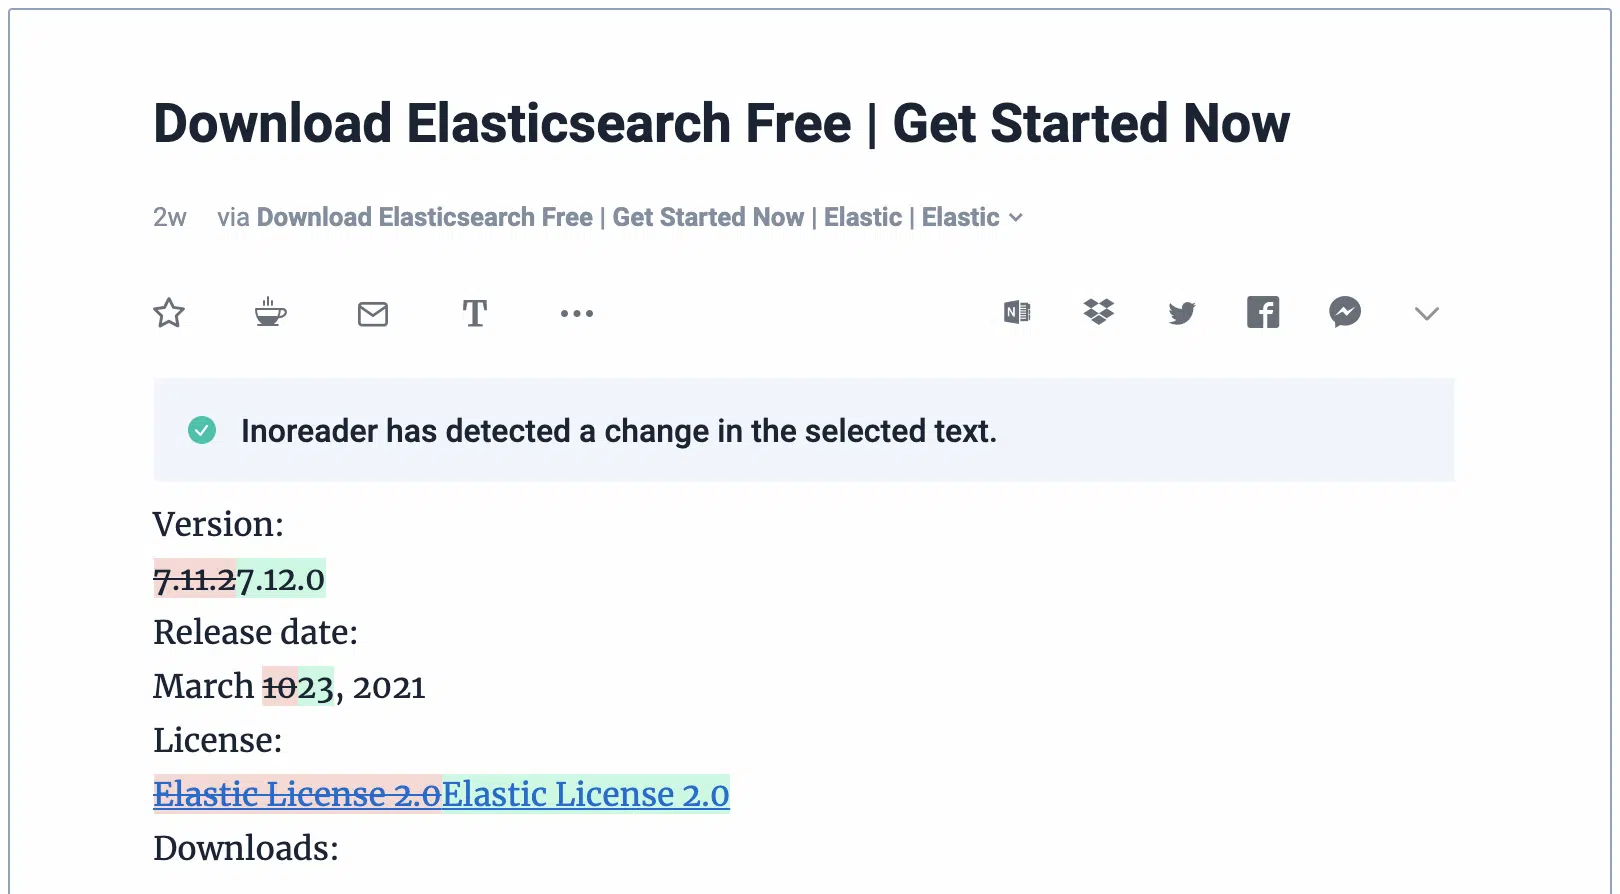 Download Elasticsearch Free | Get Started Now
2w via Download Elasticsearch Free | Get Started Now | Elastic | Elastic
T
N
Inoreader has detected a change in the selected text.
Version:
7.11.27.12.0
Release date:
March 1023, 2021
License:
Elastic License 2.0Elastic License 2.0
Downloads: